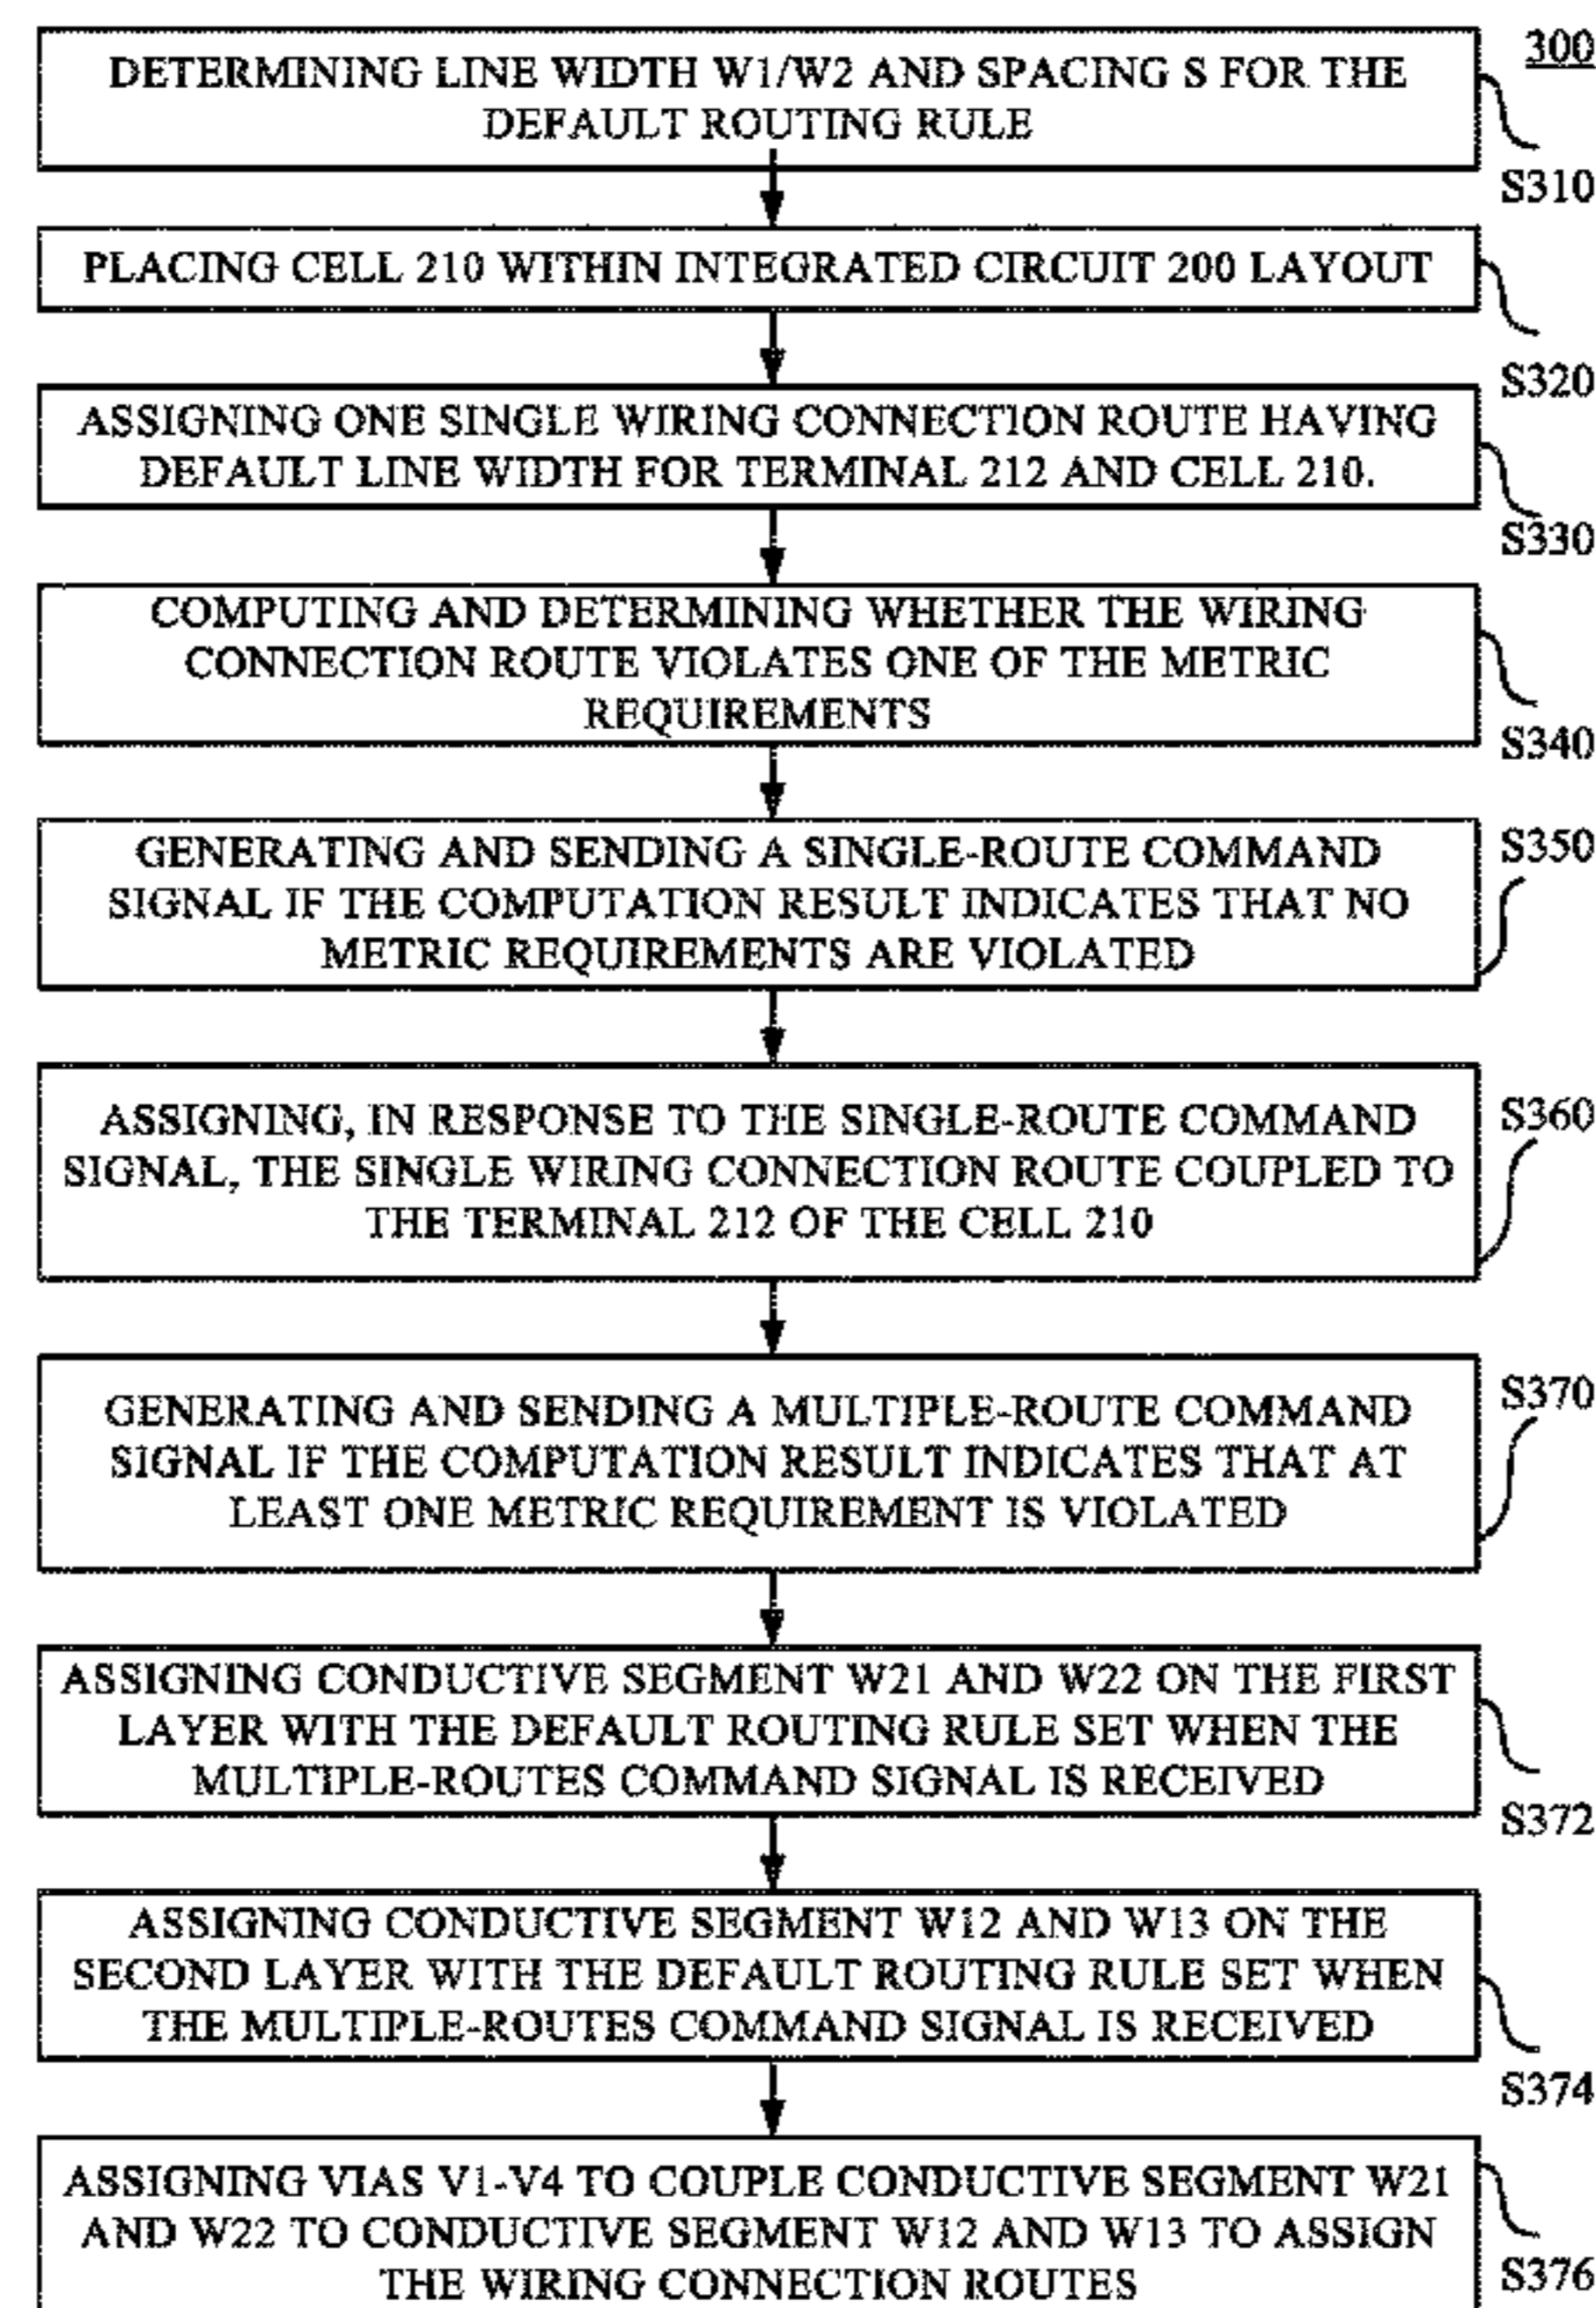 300
DETERMINING LINE WIDTH W1/W2 AND SPACING S FOR THE
DEFAULT ROUTING RULE
S310
PLACING CELL 210 WITHIN INTEGRATED CIRCUIT 200 LAYOUT
S320
ASSIGNING ONE SINGLE WIRING CONNECTION ROUTE HAVING
DEFAULT LINE WIDTH FOR TERMINAL 212 AND CELL 210.
S330
COMPUTING AND DETERMINING WHETHER THE WIRING
CONNECTION ROUTE VIOLATES ONE OF THE METRIC
REQUIREMENTS
S340
GENERATING AND SENDING A SINGLE-ROUTE COMMAND
SIGNAL IF THE COMPUTATION RESULT INDICATES THAT NO
METRIC REQUIREMENTS ARE VIOLATED
S350
ASSIGNING, IN RESPONSE TO THE SINGLE-ROUTE COMMAND
SIGNAL, THE SINGLE WIRING CONNECTION ROUTE COUPLED TO
THE TERMINAL 212 OF THE CELL 210
S360
GENERATING AND SENDING A MULTIPLE-ROUTE COMMAND
SIGNAL IF THE COMPUTATION RESULT INDICATES THAT AT
LEAST ONE METRIC REQUIREMENT IS VIOLATED
S370
ASSIGNING CONDUCTIVE SEGMENT W21 AND W22 ON THE FIRST
LAYER WITH THE DEFAULT ROUTING RULE SET WHEN THE
MULTIPLE-ROUTES COMMAND SIGNAL IS RECEIVED
S372
ASSIGNING CONDUCTIVE SEGMENT W12 AND W13 ON THE
SECOND LAYER WITH THE DEFAULT ROUTING RULE SET WHEN
THE MULTIPLE-ROUTES COMMAND SIGNAL IS RECEIVED
S374
ASSIGNING VIAS V1-V4 TO COUPLE CONDUCTIVE SEGMENT W21
AND W22 TO CONDUCTIVE SEGMENT W12 AND W13 TO ASSIGN
THE WIRING CONNECTION ROUTES
S376